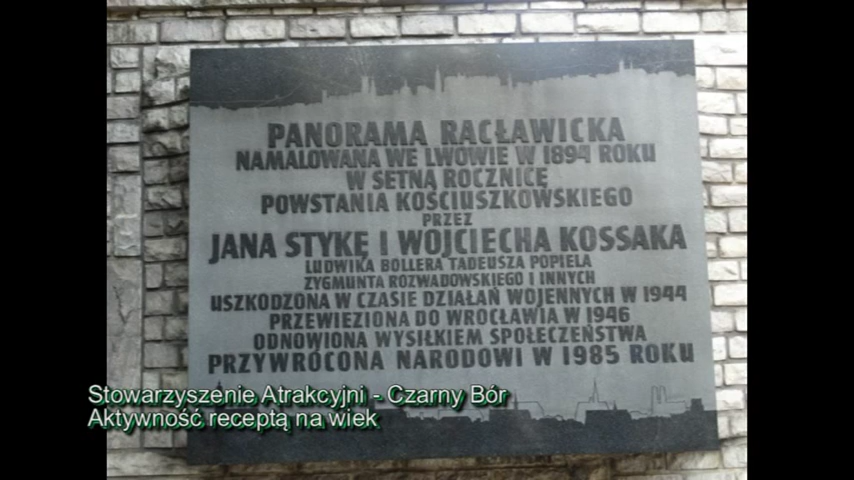 PANORAMA RACŁAWICKA
NAMALOWANA WE LWOWIE W 1894 ROKU
W SETNĄ ROCZNICĘ
POWSTANIA KOŚCIUSZKOWSKIEGO
PRZEZ
JANA STYKĘ I WOJCIECHA KOSSAKA
LUDWIKA BOLLERA TADEUSZA POPIELA
ZYGMUNTA ROZWADOWSKIEGO I INNYCH
USZKODZONA W CZASIE DZIAŁAŃ WOJENNYCH W 1944
PRZEWIEZIONA DO WROCŁAWIA W 1946
ODNOWIONA WYSIŁKIEM SPOŁECZEŃSTWA
PRZYWRÓCONA NARODOWI W 1985 ROKU
Stowarzyszenie Atrakcyjni - Czarny Bór
Aktywność receptą na wiek